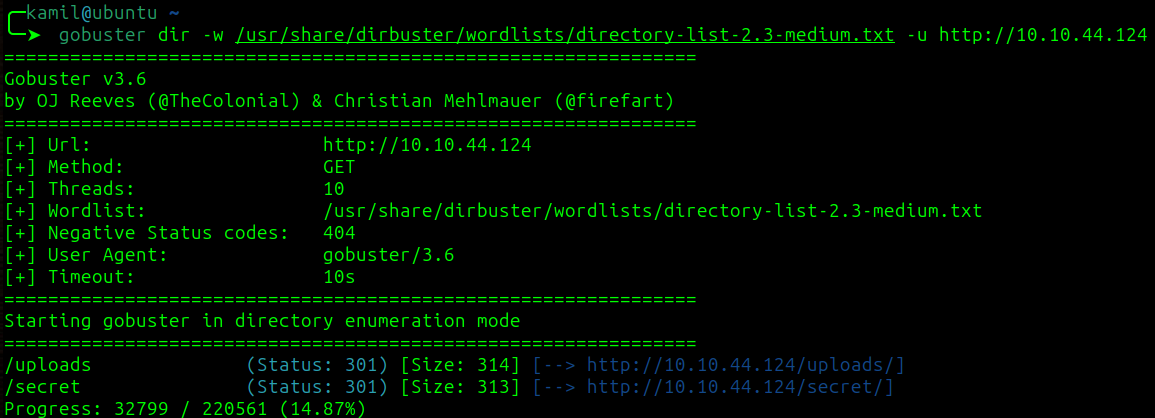 kamil@ubuntu ~
gobuster dir -w /usr/share/dirbuster/wordlists/directory-list-2.3-medium.txt -u http://10.10.44.124
===============================================================
Gobuster v3.6
by OJ Reeves (@TheColonial) & Christian Mehlmauer (@firefart)
===============================================================
[+] Url:                     http://10.10.44.124
[+] Method:                  GET
[+] Threads:                 10
[+] Wordlist:                /usr/share/dirbuster/wordlists/directory-list-2.3-medium.txt
[+] Negative Status codes:   404
[+] User Agent:              gobuster/3.6
[+] Timeout:                 10s
===============================================================
Starting gobuster in directory enumeration mode
===============================================================
/uploads              (Status: 301) [Size: 314] [--> http://10.10.44.124/uploads/]
/secret               (Status: 301) [Size: 313] [--> http://10.10.44.124/secret/]
Progress: 32799 / 220561 (14.87%)